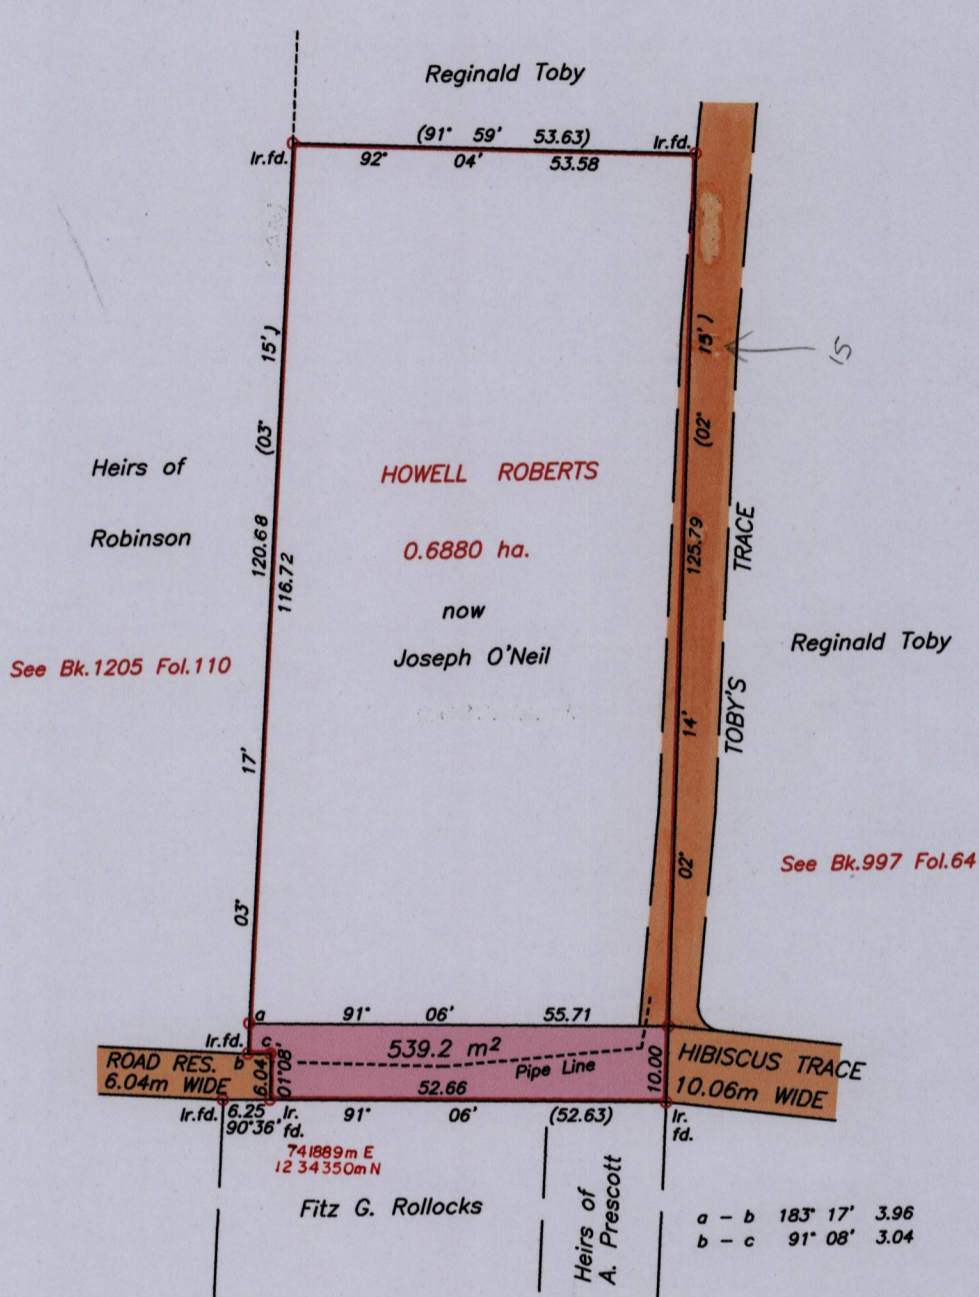 Reginald Toby
(91° 59' 53.63)
Ir.fd.
Ir.fd.
92° 04' 53.58
(03° 15')
(02° 15')
15
Heirs of
Robinson
HOWELL ROBERTS
0.6880 ha.
now
Joseph O'Neil
120.68
116.72
125.79
TOBY'S TRACE
Reginald Toby
See Bk.1205 Fol.110
03° 17'
02° 14'
See Bk.997 Fol.64
a 91° 06' 55.71
Ir.fd. b
c
ROAD RES.
6.04m WIDE
6.04
01°08'
539.2 m²
Pipe Line
52.66
10.00
HIBISCUS TRACE
10.06m WIDE
Ir.fd.
6.25
90°36'
Ir.
fd.
91° 06' (52.63)
Ir.
fd.
741889m E
12 34350m N
Fitz G. Rollocks
Heirs of
A. Prescott
a - b 183° 17' 3.96
b - c 91° 08' 3.04